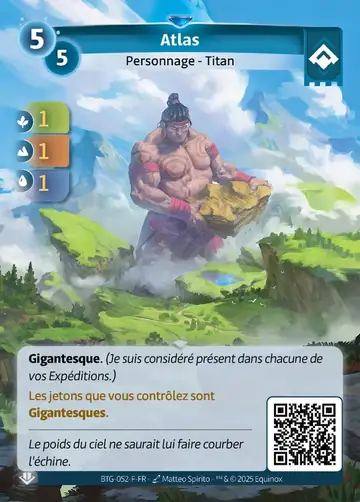 5
5
Atlas
Personnage - Titan
1
1
1
Gigantesque. (Je suis considéré présent dans chacune de
vos Expéditions.)
Les jetons que vous contrôlez sont
Gigantesques.
Le poids du ciel ne saurait lui faire courber
l'échine.
BTG-052-F-FR - Matteo Spirito - ™ & © 2025 Equinox